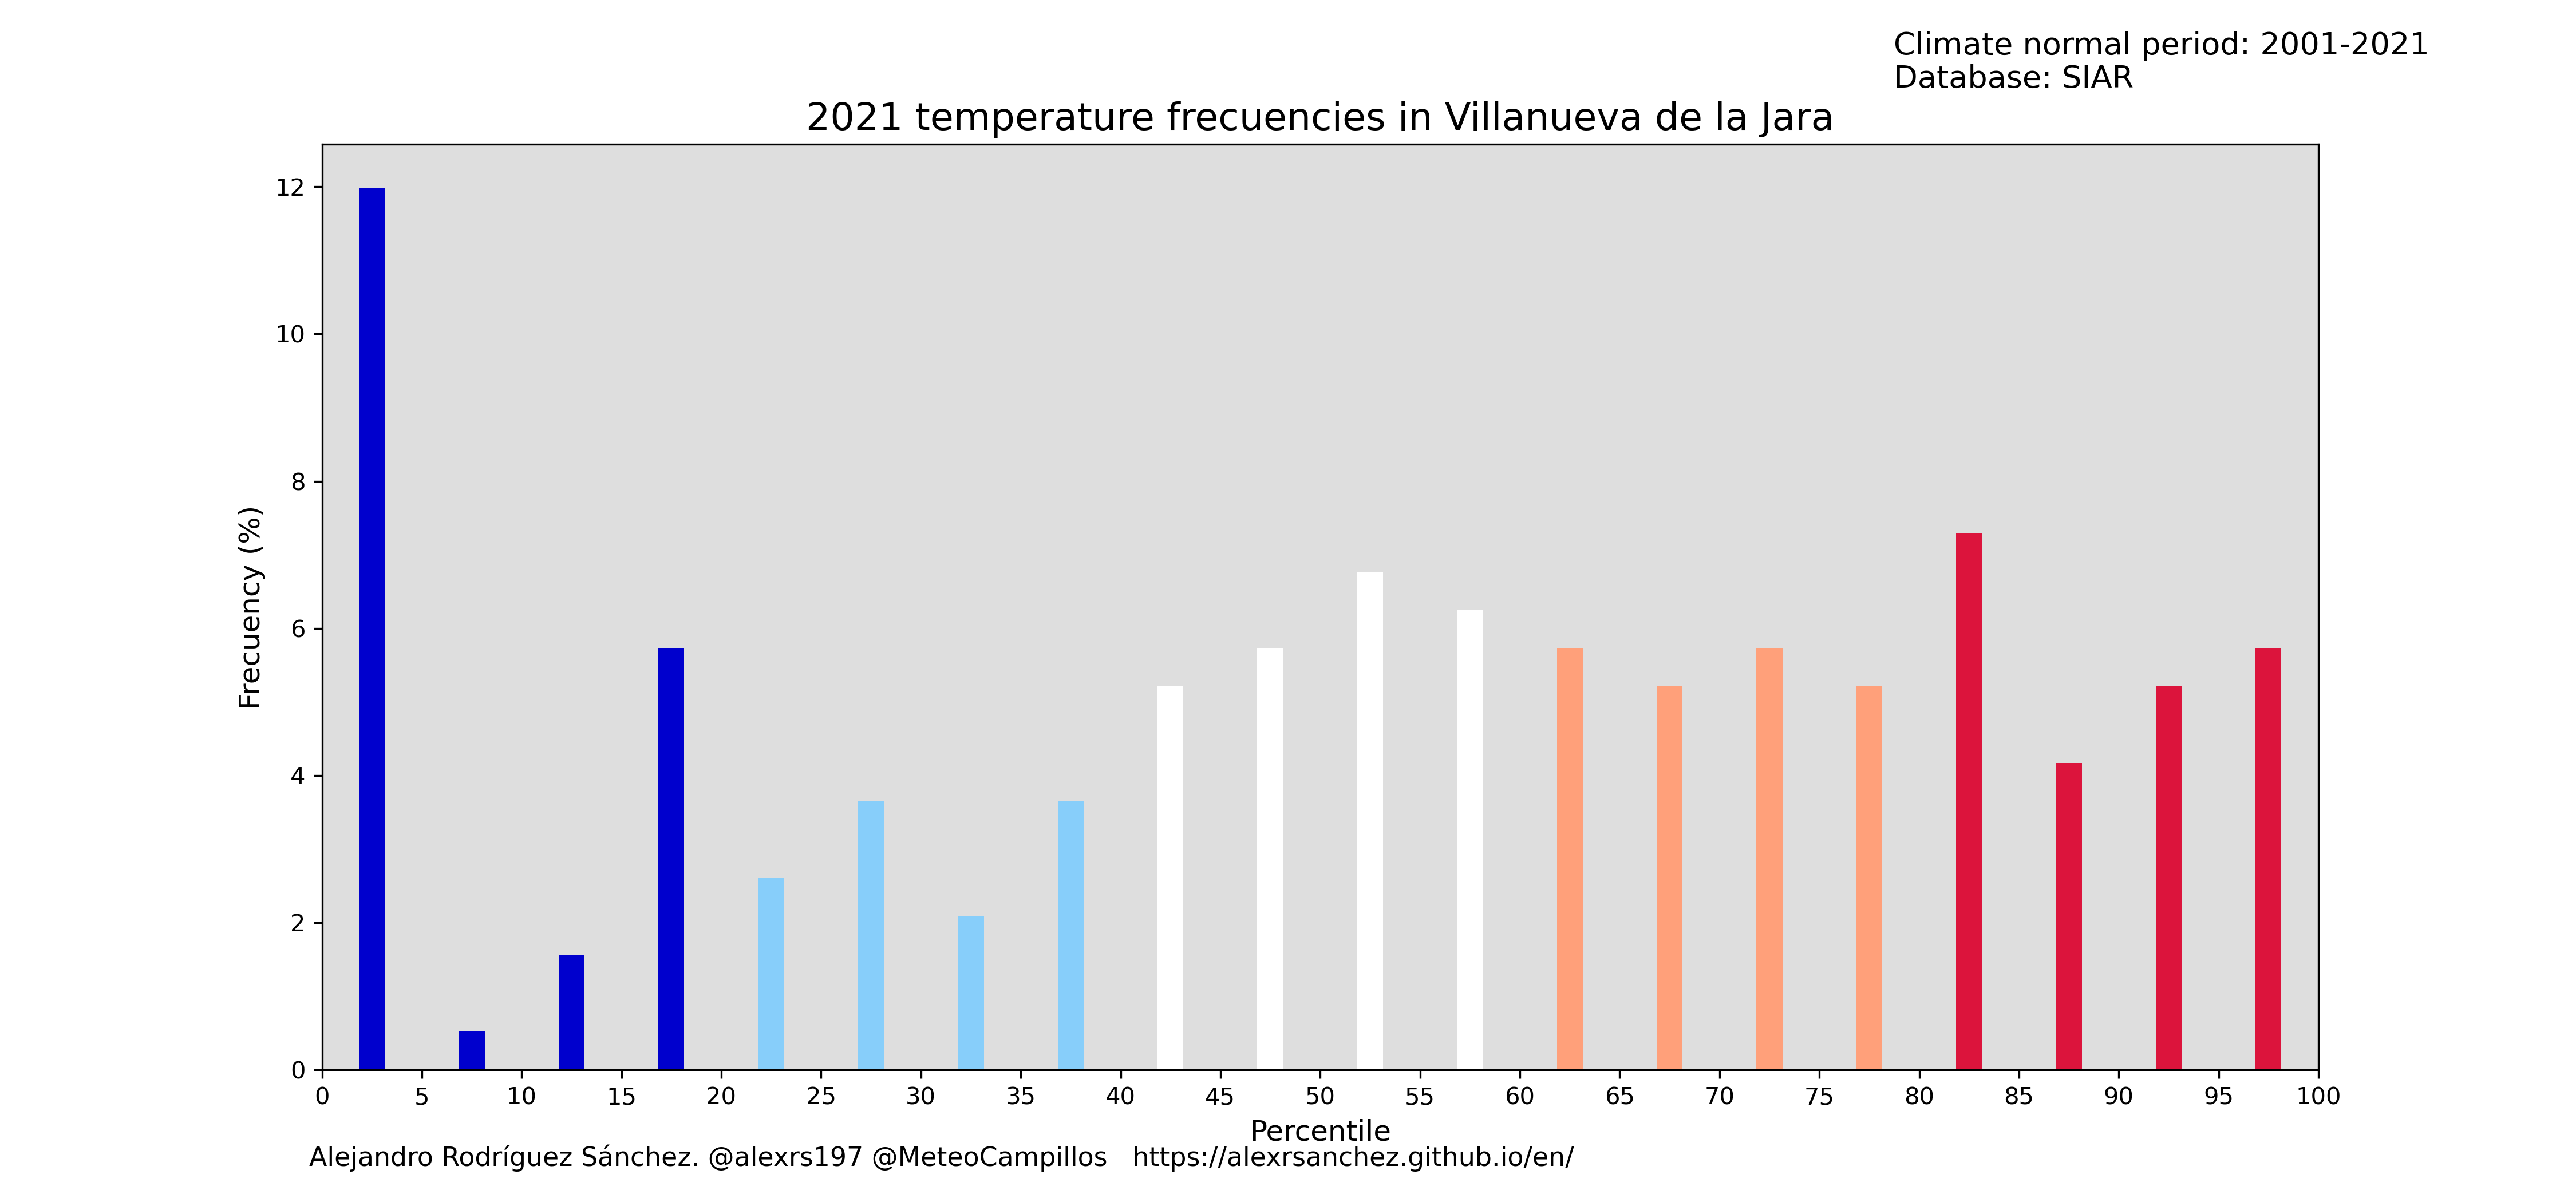 Climate normal period: 2001-2021
Database: SIAR
2021 temperature frecuencies in Villanueva de la Jara
12
10
8
6
4
2
0
Frecuency (%)
0 5 10 15 20 25 30 35 40 45 50 55 60 65 70 75 80 85 90 95 100
Percentile
Alejandro Rodríguez Sánchez. @alexrs197 @MeteoCampillos https://alexrsanchez.github.io/en/